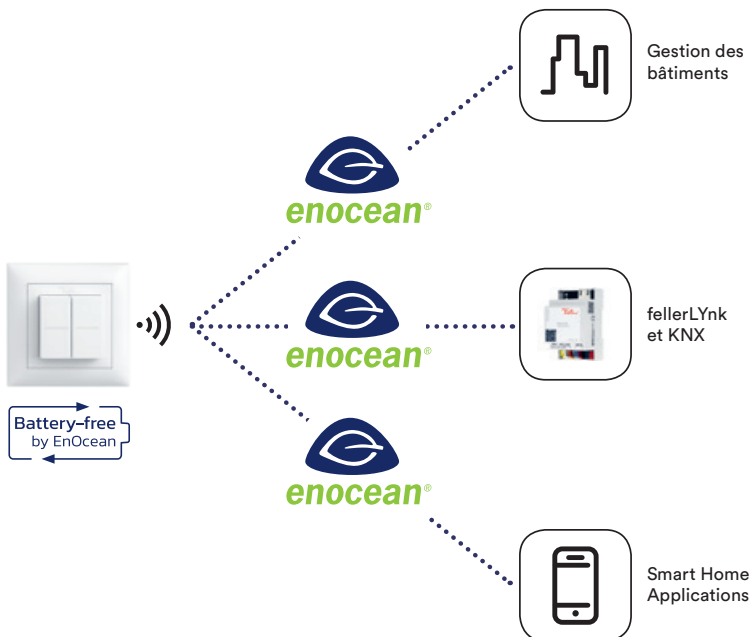 Gestion des
bâtiments
enocean®
Battery-free
by EnOcean
enocean®
fellerLYnk
et KNX
enocean®
Smart Home
Applications